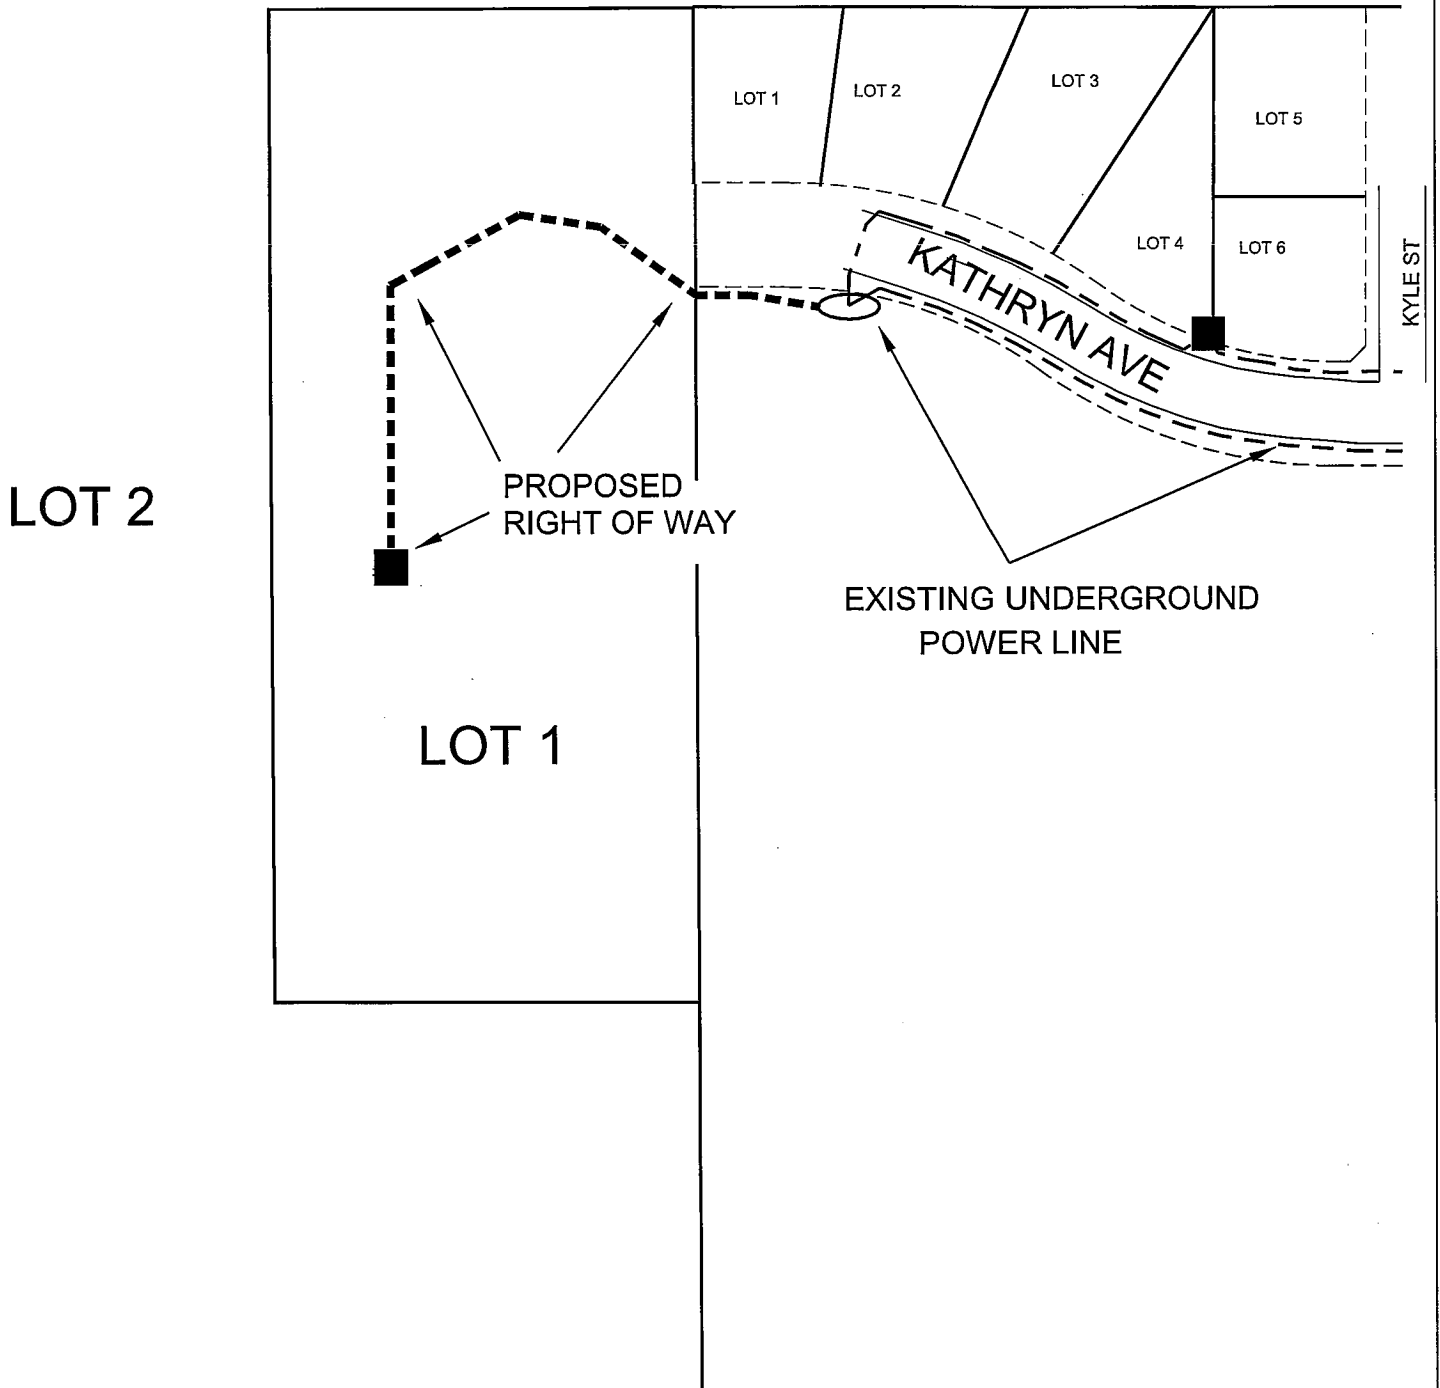 LOT 1
LOT 2
LOT 3
LOT 4
LOT 5
LOT 6
KYLE ST
KATHRYN AVE
LOT 2
PROPOSED
RIGHT OF WAY
EXISTING UNDERGROUND
POWER LINE
LOT 1